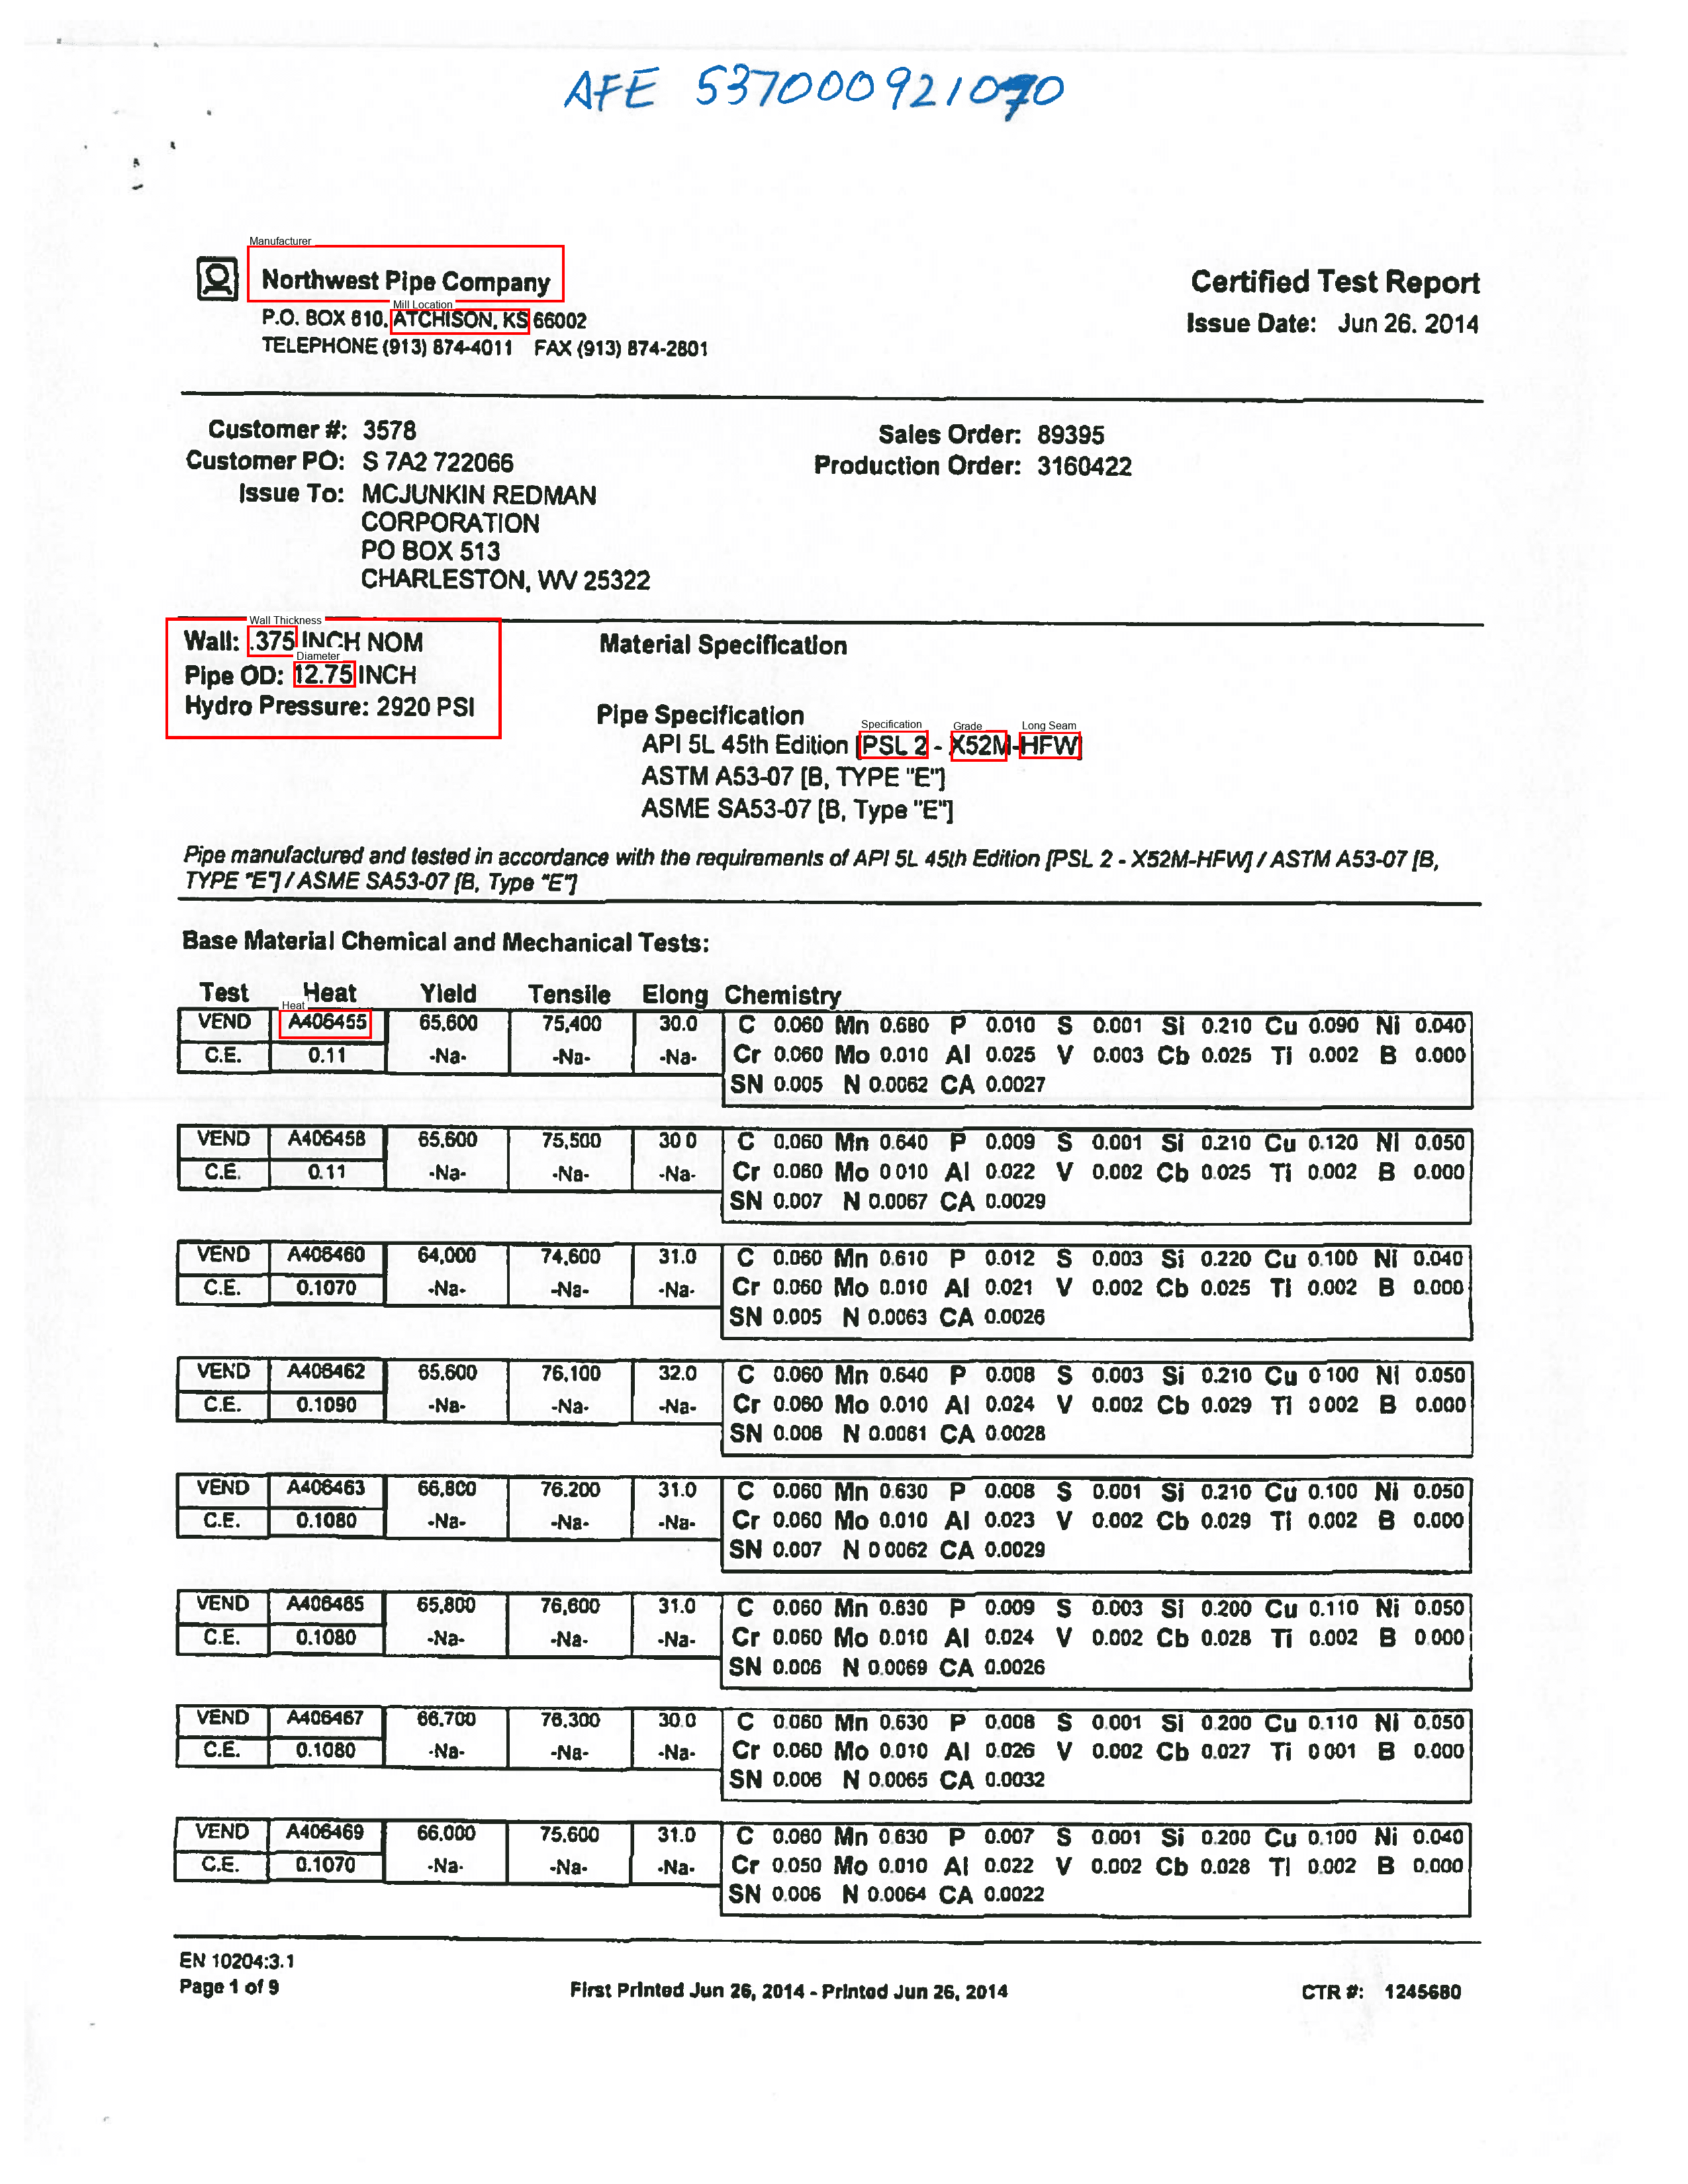 AFE 537000921070
Manufacturer
Northwest Pipe Company
Certified Test Report
Mill Location
P.O. BOX 610, ATCHISON, KS 66002
Issue Date: Jun 26. 2014
TELEPHONE (913) 874-4011 FAX (913) 874-2801
Customer #: 3578
Sales Order: 89395
Customer PO: S 7A2 722066
Production Order: 3160422
Issue To: MCJUNKIN REDMAN
CORPORATION
PO BOX 513
CHARLESTON, WV 25322
Wall Thickness
Wall: .375 INCH NOM
Material Specification
Diameter
Pipe OD: 12.75 INCH
Hydro Pressure: 2920 PSI
Pipe Specification
Specification Grade Long Seam
API 5L 45th Edition [PSL 2 - X52M-HFW]
ASTM A53-07 [B, TYPE "E"]
ASME SA53-07 [B, Type "E"]
Pipe manufactured and tested in accordance with the requirements of API 5L 45th Edition [PSL 2 - X52M-HFW] / ASTM A53-07 [B,
TYPE "E"] / ASME SA53-07 [B, Type "E"]
Base Material Chemical and Mechanical Tests:
Test Heat Yield Tensile Elong Chemistry
Heat
VEND A406455 65,600 75,400 30.0 C 0.060 Mn 0.680 P 0.010 S 0.001 Si 0.210 Cu 0.090 Ni 0.040
C.E. 0.11 -Na- -Na- -Na- Cr 0.060 Mo 0.010 Al 0.025 V 0.003 Cb 0.025 Ti 0.002 B 0.000
SN 0.005 N 0.0062 CA 0.0027
VEND A406458 65,600 75,500 30 0 C 0.060 Mn 0.640 P 0.009 S 0.001 Si 0.210 Cu 0.120 Ni 0.050
C.E. 0.11 -Na- -Na- -Na- Cr 0.060 Mo 0 010 Al 0.022 V 0.002 Cb 0.025 Ti 0.002 B 0.000
SN 0.007 N 0.0067 CA 0.0029
VEND A406460 64,000 74,600 31.0 C 0.060 Mn 0.610 P 0.012 S 0.003 Si 0.220 Cu 0.100 Ni 0.040
C.E. 0.1070 -Na- -Na- -Na- Cr 0.060 Mo 0.010 Al 0.021 V 0.002 Cb 0.025 Ti 0.002 B 0.000
SN 0.005 N 0.0063 CA 0.0026
VEND A406462 65,600 76,100 32.0 C 0.060 Mn 0.640 P 0.008 S 0.003 Si 0.210 Cu 0 100 Ni 0.050
C.E. 0.1090 -Na- -Na- -Na- Cr 0.060 Mo 0.010 Al 0.024 V 0.002 Cb 0.029 Ti 0 002 B 0.000
SN 0.006 N 0.0061 CA 0.0028
VEND A406463 66,800 76.200 31.0 C 0.060 Mn 0.630 P 0.008 S 0.001 Si 0.210 Cu 0.100 Ni 0.050
C.E. 0.1080 -Na- -Na- -Na- Cr 0.060 Mo 0.010 Al 0.023 V 0.002 Cb 0.029 Ti 0.002 B 0.000
SN 0.007 N 0 0062 CA 0.0029
VEND A406465 65,800 76,600 31.0 C 0.060 Mn 0.630 P 0.009 S 0.003 Si 0.200 Cu 0.110 Ni 0.050
C.E. 0.1080 -Na- -Na- -Na- Cr 0.060 Mo 0.010 Al 0.024 V 0.002 Cb 0.028 Ti 0.002 B 0 000
SN 0.006 N 0.0069 CA 0.0026
VEND A406467 66.700 76,300 30.0 C 0.060 Mn 0.630 P 0.008 S 0.001 Si 0.200 Cu 0.110 Ni 0.050
C.E. 0.1080 -Na- -Na- -Na- Cr 0.060 Mo 0.010 Al 0.026 V 0.002 Cb 0.027 Ti 0 001 B 0.000
SN 0.006 N 0.0065 CA 0.0032
VEND A406469 66,000 75,600 31.0 C 0.060 Mn 0.630 P 0.007 S 0.001 Si 0.200 Cu 0.100 Ni 0.040
C.E. 0.1070 -Na- -Na- -Na- Cr 0.050 Mo 0.010 Al 0.022 V 0.002 Cb 0.028 Ti 0.002 B 0.000
SN 0.006 N 0.0064 CA 0.0022
EN 10204:3.1
Page 1 of 9
First Printed Jun 26, 2014 - Printed Jun 26, 2014
CTR #: 1245680